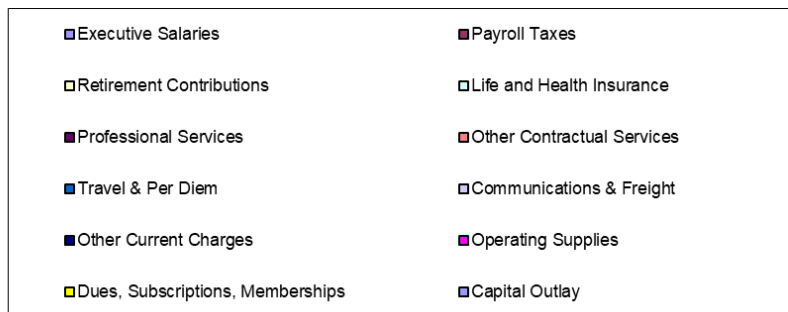 Executive Salaries Payroll Taxes
Retirement Contributions Life and Health Insurance
Professional Services Other Contractual Services
Travel & Per Diem Communications & Freight
Other Current Charges Operating Supplies
Dues, Subscriptions, Memberships Capital Outlay